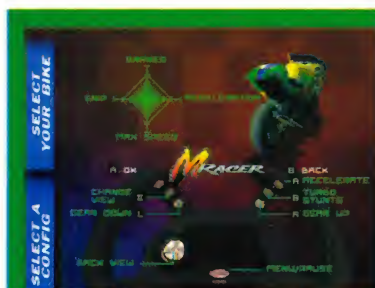 SELECT
YOUR BIKE
GRIP
ACCELERATION
MAX SPEED
A OK
M RACER
B BACK
A ACCELERATE
CHANGE
VIEW
B TURBO
STUNTS
GEAR DOWN L
R GEAR UP
SELECT A
CONFIG
BACK VIEW
MENU/PAUSE